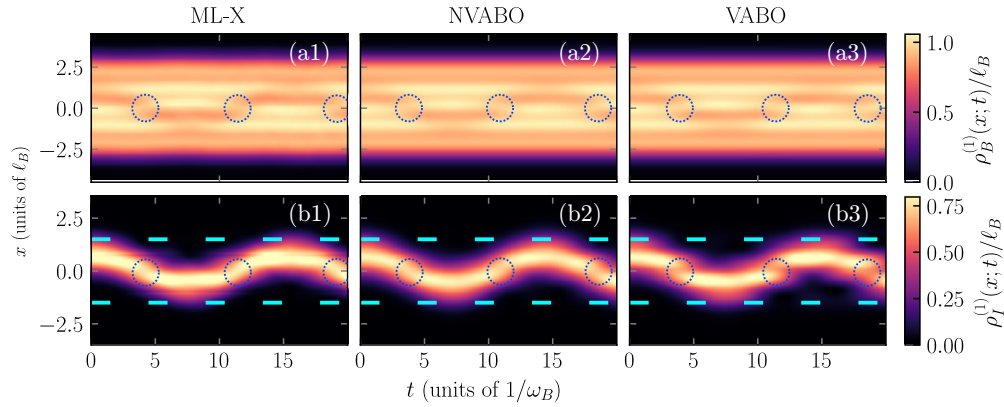 ML-X NVABO VABO
(a1) (a2) (a3)
2.5
0.0
−2.5
1.0
0.5
0.0
ρ_B^(1)(x; t)/ℓ_B
x (units of ℓ_B)
(b1) (b2) (b3)
2.5
0.0
−2.5
0.75
0.50
0.25
0.00
ρ_I^(1)(x; t)/ℓ_B
0 5 10 15 0 5 10 15 0 5 10 15
t (units of 1/ω_B)